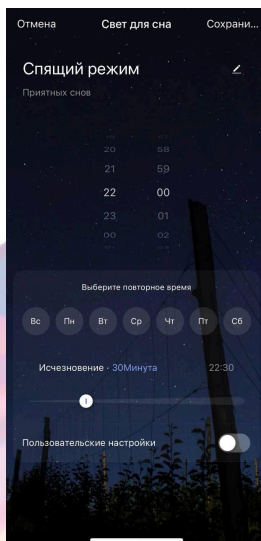 Отмена Свет для сна Сохрани...
Спящий режим
Приятных снов
20 58
21 59
22 00
23 01
00 02
Выберите повторное время
Вс Пн Вт Ср Чт Пт Сб
Исчезновение · 30Минута 22:30
Пользовательские настройки